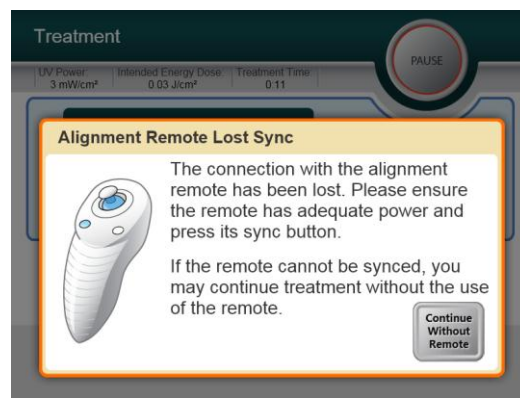 Treatment
PAUSE
UV Power: Intended Energy Dose: Treatment Time:
3 mW/cm² 0.03 J/cm² 0:11
Alignment Remote Lost Sync
The connection with the alignment
remote has been lost. Please ensure
the remote has adequate power and
press its sync button.
If the remote cannot be synced, you
may continue treatment without the use
of the remote.
Continue
Without
Remote